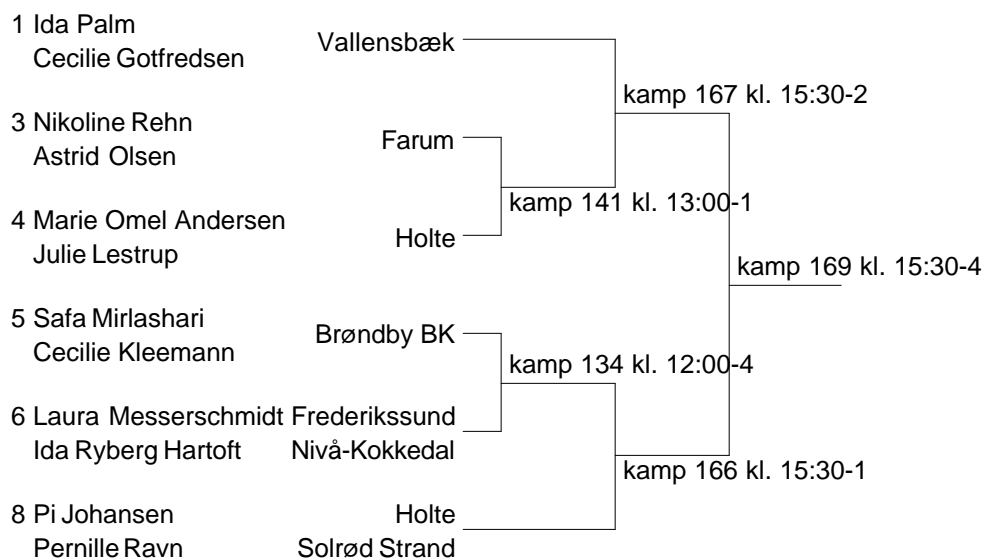 1 Ida Palm
Cecilie Gotfredsen
Vallensbæk
kamp 167 kl. 15:30-2
3 Nikoline Rehn
Astrid Olsen
Farum
kamp 141 kl. 13:00-1
4 Marie Omel Andersen
Julie Lestrup
Holte
kamp 169 kl. 15:30-4
5 Safa Mirlashari
Cecilie Kleemann
Brøndby BK
kamp 134 kl. 12:00-4
6 Laura Messerschmidt Frederikssund
Ida Ryberg Hartoft Nivå-Kokkedal
kamp 166 kl. 15:30-1
8 Pi Johansen Holte
Pernille Ravn Solrød Strand